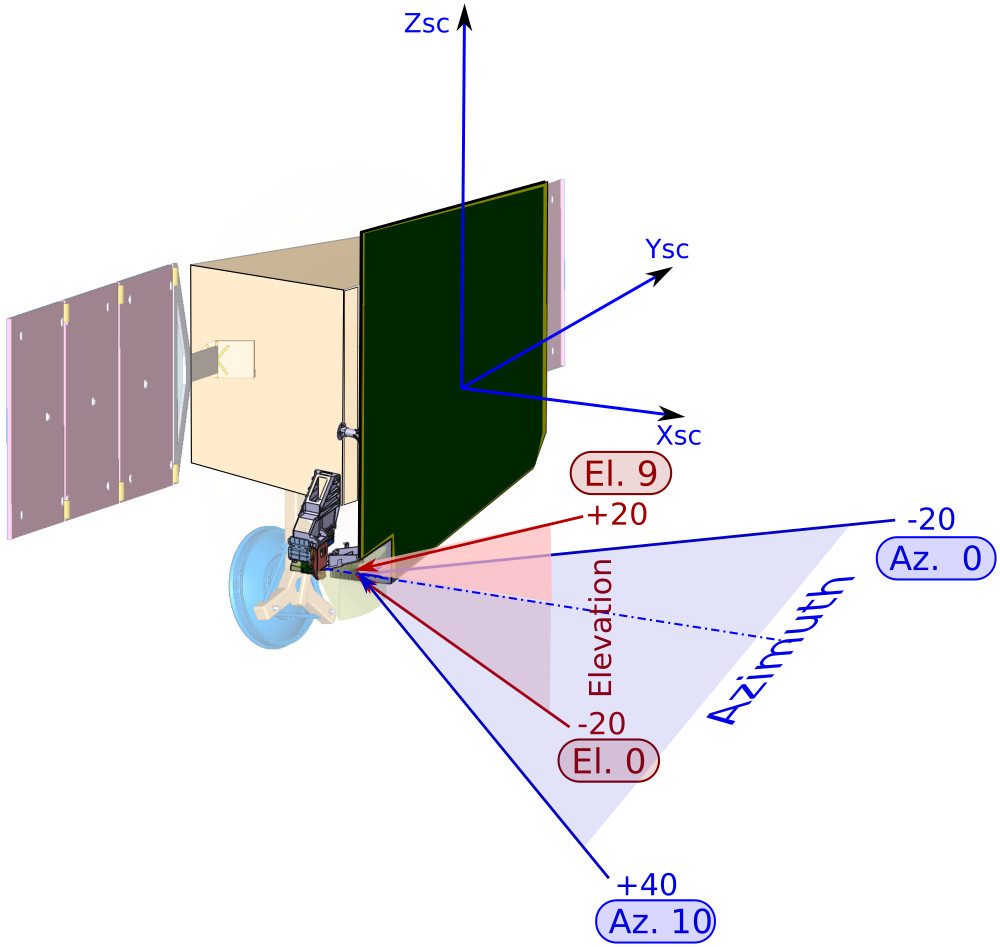 Zsc
Ysc
Xsc
El. 9
+20
-20
Az. 0
Elevation
Azimuth
-20
El. 0
+40
Az. 10